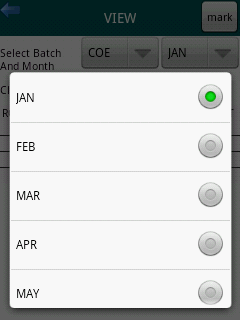 VIEW
mark
Select Batch
And Month
COE
JAN
JAN
FEB
MAR
APR
MAY